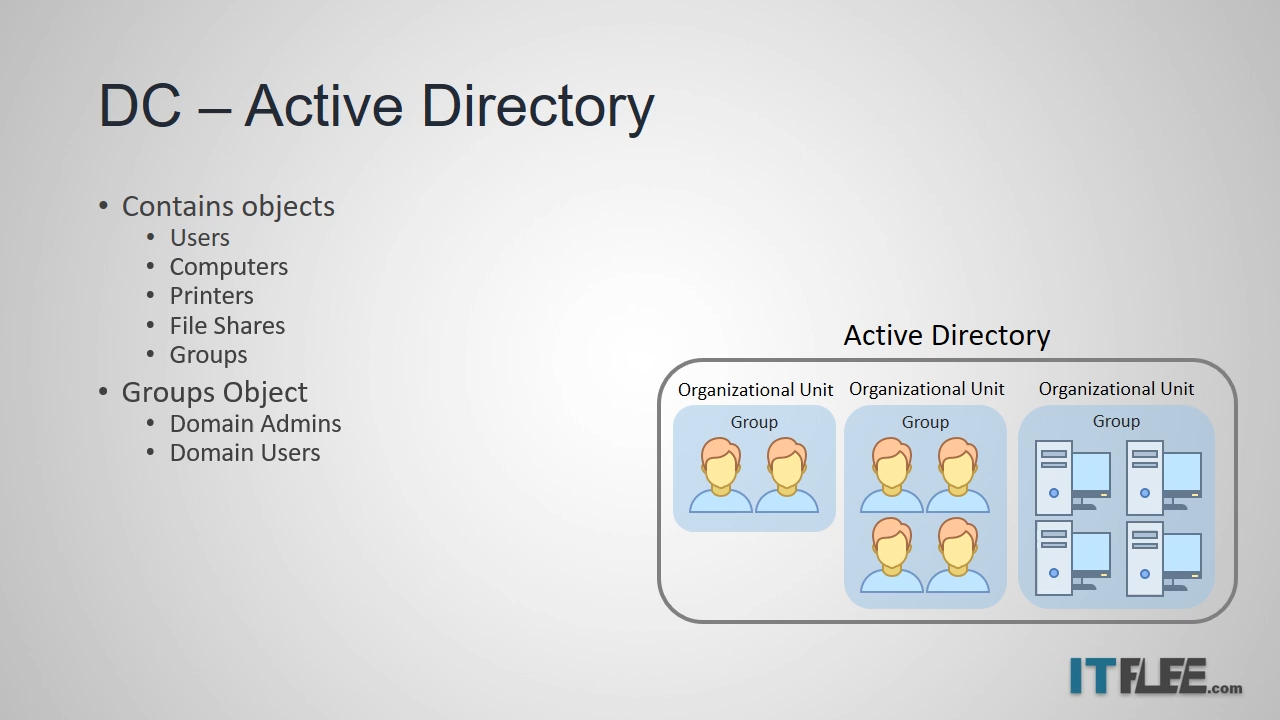 DC – Active Directory
• Contains objects
• Users
• Computers
• Printers
• File Shares
• Groups
• Groups Object
• Domain Admins
• Domain Users
Active Directory
Organizational Unit
Group
Organizational Unit
Group
Organizational Unit
Group
ITFLEE.com